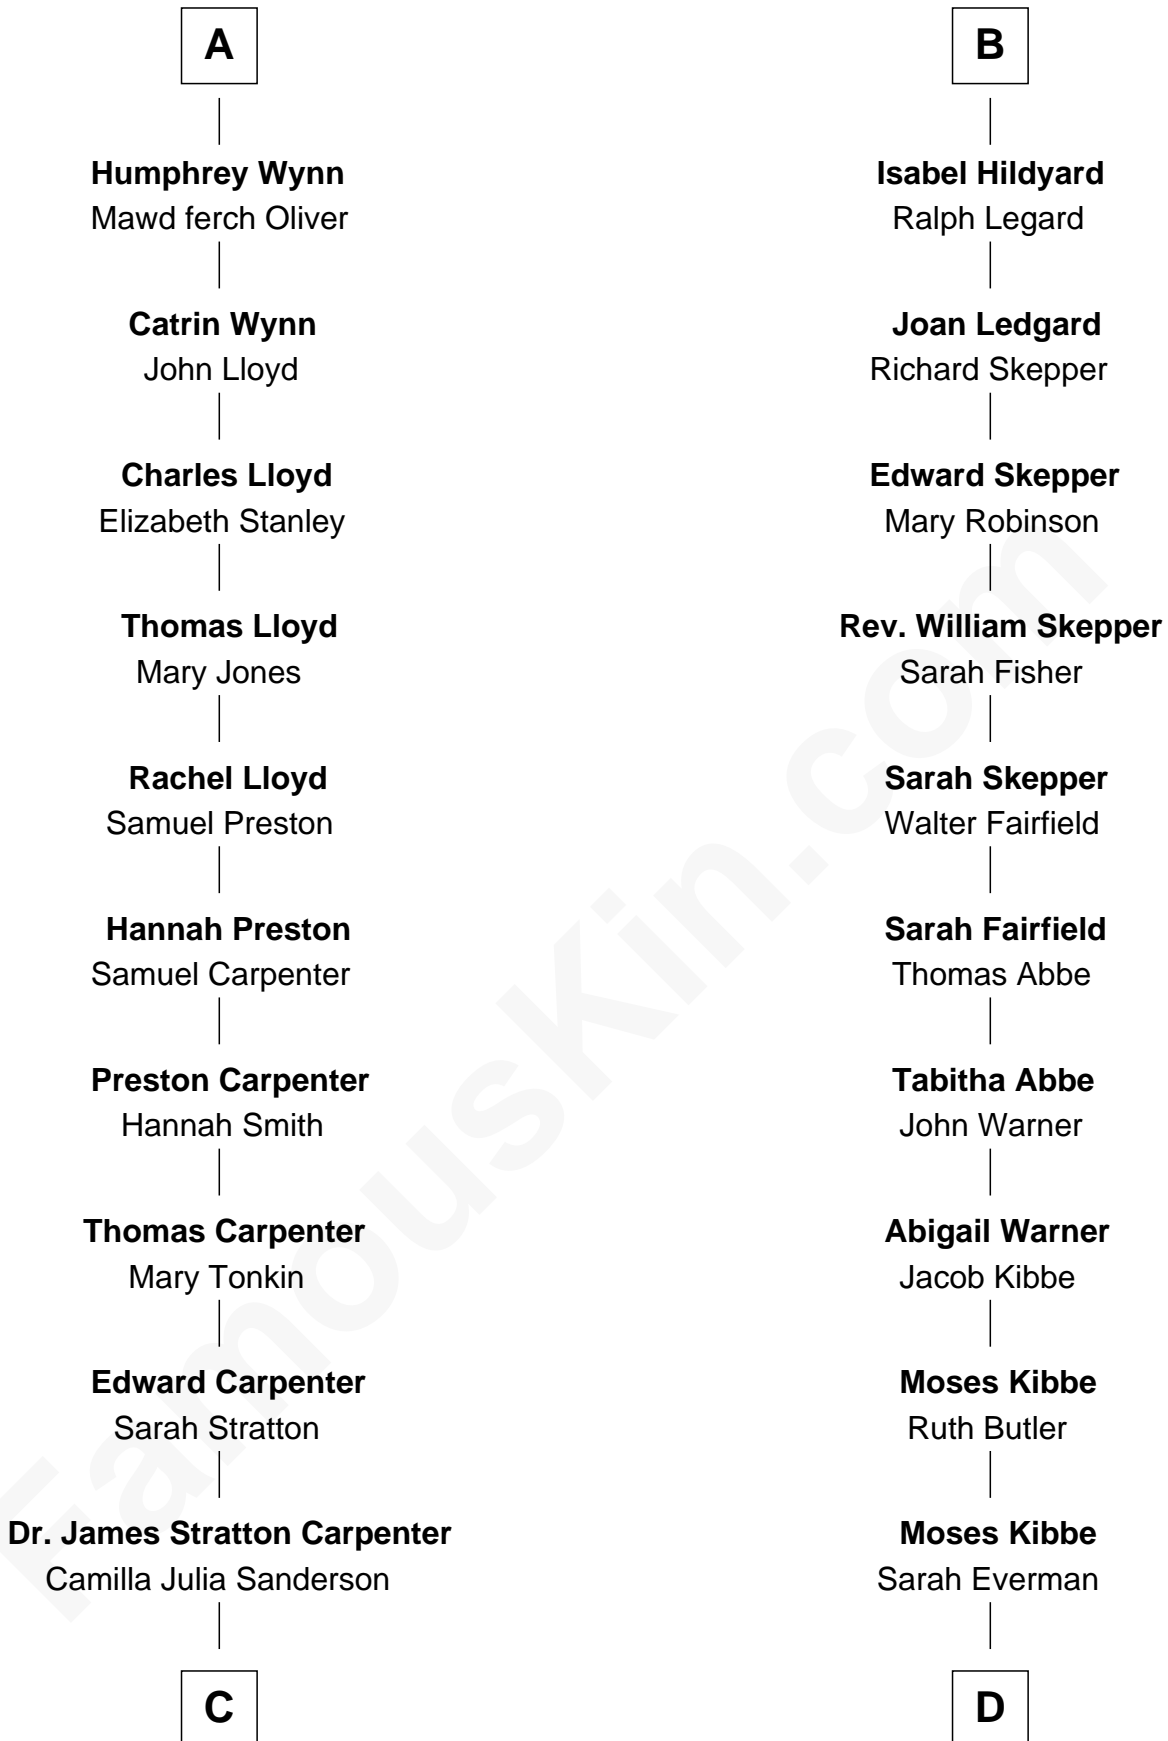 A
Humphrey Wynn
Mawd ferch Oliver
Catrin Wynn
John Lloyd
Charles Lloyd
Elizabeth Stanley
Thomas Lloyd
Mary Jones
Rachel Lloyd
Samuel Preston
Hannah Preston
Samuel Carpenter
Preston Carpenter
Hannah Smith
Thomas Carpenter
Mary Tonkin
Edward Carpenter
Sarah Stratton
Dr. James Stratton Carpenter
Camilla Julia Sanderson
C
B
Isabel Hildyard
Ralph Legard
Joan Ledgard
Richard Skepper
Edward Skepper
Mary Robinson
Rev. William Skepper
Sarah Fisher
Sarah Skepper
Walter Fairfield
Sarah Fairfield
Thomas Abbe
Tabitha Abbe
John Warner
Abigail Warner
Jacob Kibbe
Moses Kibbe
Ruth Butler
Moses Kibbe
Sarah Everman
D
FamousKin.com